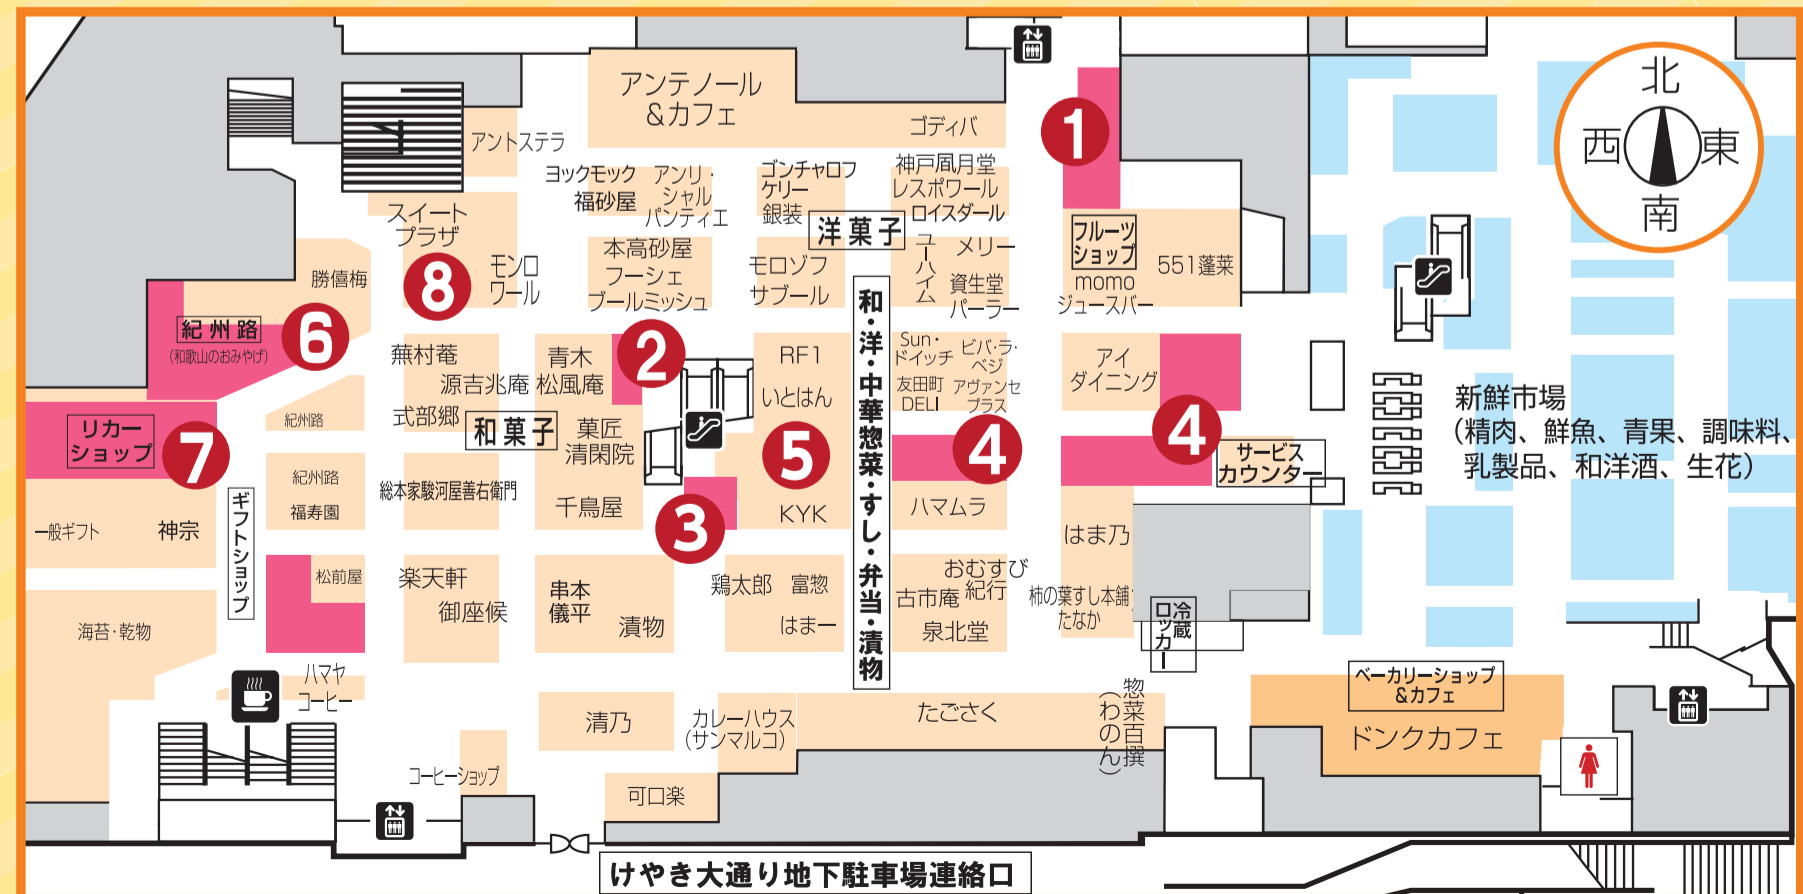 北
西
東
南
アンテノール
&カフェ
ゴディバ
アントステラ
1
ヨックモック
福砂屋
アンリ・
シャル
パンティエ
ゴンチャロフ
ケリー
銀装
神戸凮月堂
レスポワール
ロイスダール
スイート
プラザ
8
モンロ
ワール
本高砂屋
フーシェ
ブールミッシュ
洋菓子
モロゾフ
サブール
ユーハイム
メリー
資生堂
パーラー
フルーツ
ショップ
momo
ジュースバー
551蓬莱
勝僖梅
紀州路
(和歌山のおみやげ)
6
蕪村菴
源吉兆庵
式部郷
和菓子
青木
松風庵
菓匠
清閑院
千鳥屋
2
3
RF1
いとはん
5
KYK
和・洋・中華惣菜・すし・弁当・漬物
Sun・
ドイッチ
ビバ・ラ・
ベジ
友田町
DELI
アヴァンセ
プラス
4
ハマムラ
アイ
ダイニング
4
サービス
カウンター
はま乃
新鮮市場
(精肉、鮮魚、青果、調味料、
乳製品、和洋酒、生花)
リカー
ショップ
7
紀州路
紀州路
福寿園
一般ギフト
神宗
ギフトショップ
総本家駿河屋善右衛門
松前屋
海苔・乾物
楽天軒
御座候
串本
儀平
漬物
鶏太郎
富惣
はまー
おむすび
紀行
古市庵
泉北堂
柿の葉すし本舗
たなか
冷蔵
ロッカー
ハマヤ
コーヒー
コーヒーショップ
清乃
カレーハウス
(サンマルコ)
可口楽
たごさく
惣菜百撰
(わのん)
ベーカリーショップ
&カフェ
ドンクカフェ
けやき大通り地下駐車場連絡口